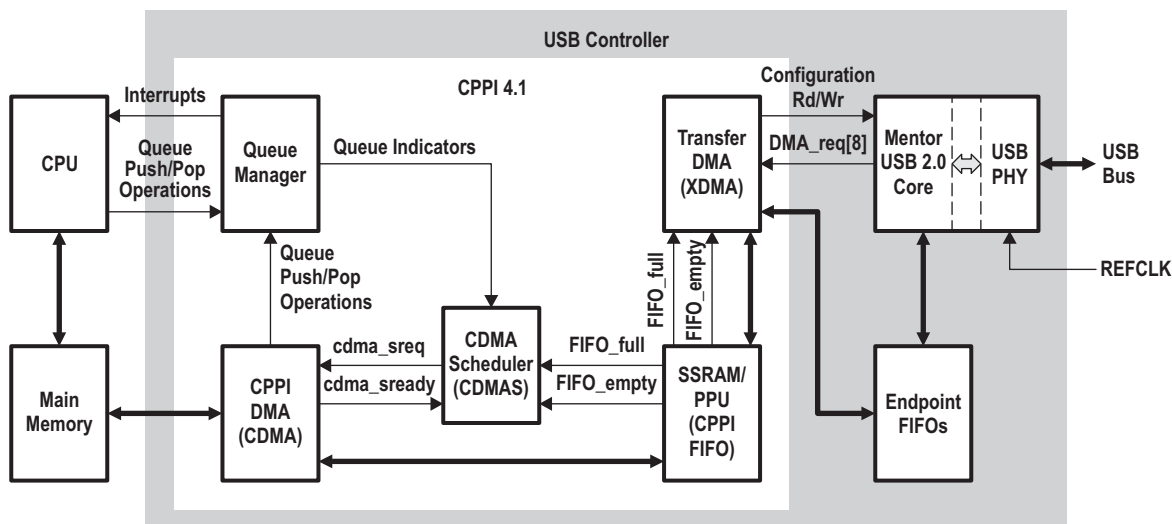 USB Controller
CPPI 4.1
Interrupts
CPU
Queue
Push/Pop
Operations
Queue
Manager
Queue Indicators
Transfer
DMA
(XDMA)
Configuration
Rd/Wr
DMA_req[8]
Mentor
USB 2.0
Core
USB
PHY
USB
Bus
REFCLK
Queue
Push/Pop
Operations
FIFO_full
FIFO_empty
Main
Memory
CPPI
DMA
(CDMA)
cdma_sreq
cdma_sready
CDMA
Scheduler
(CDMAS)
FIFO_full
FIFO_empty
SSRAM/
PPU
(CPPI
FIFO)
Endpoint
FIFOs